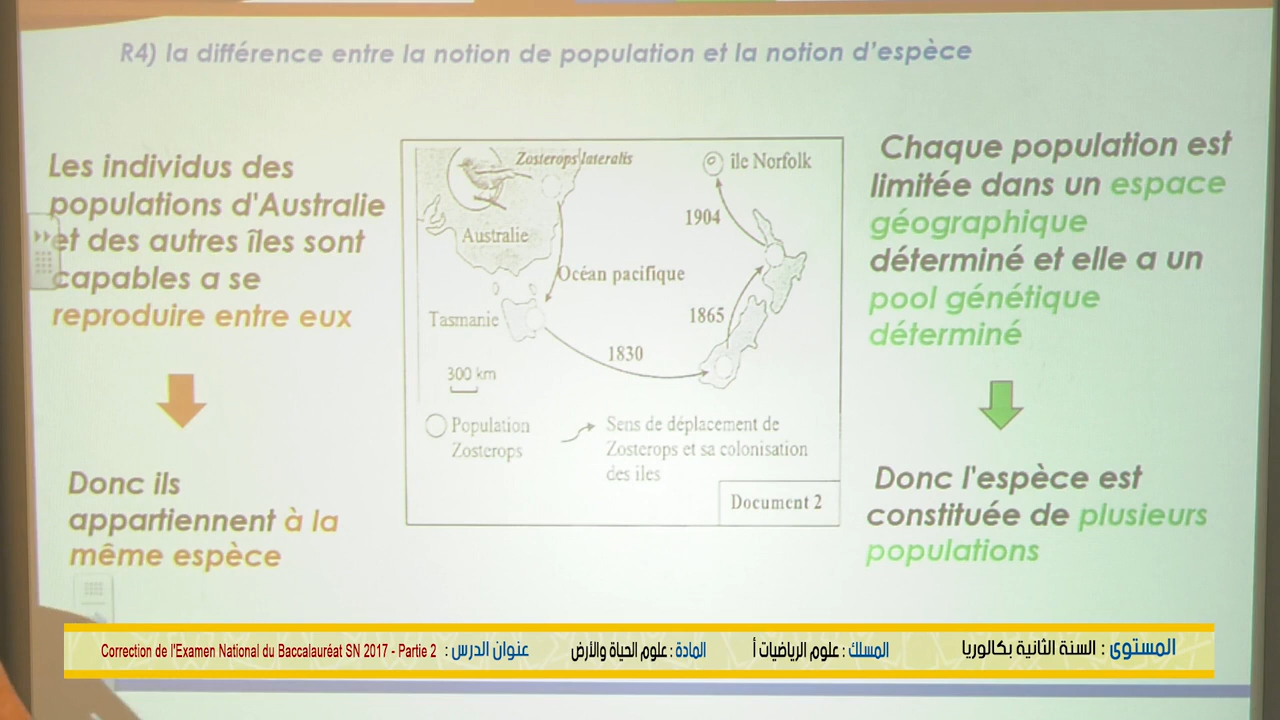 R4) la différence entre la notion de population et la notion d'espèce
Les individus des
populations d'Australie
et des autres îles sont
capables a se
reproduire entre eux
Donc ils
appartiennent à la
même espèce
Zosterops lateralis
île Norfolk
1904
Australie
Océan pacifique
Tasmanie
1865
1830
300 km
Population
Zosterops
Sens de déplacement de
Zosterops et sa colonisation
des iles
Document 2
Chaque population est
limitée dans un espace
géographique
déterminé et elle a un
pool génétique
déterminé
Donc l'espèce est
constituée de plusieurs
populations
المستوى : السنة الثانية بكالوريا
المسلك : علوم الرياضيات أ
المادة : علوم الحياة والأرض
عنوان الدرس : Correction de l'Examen National du Baccalauréat SN 2017 - Partie 2